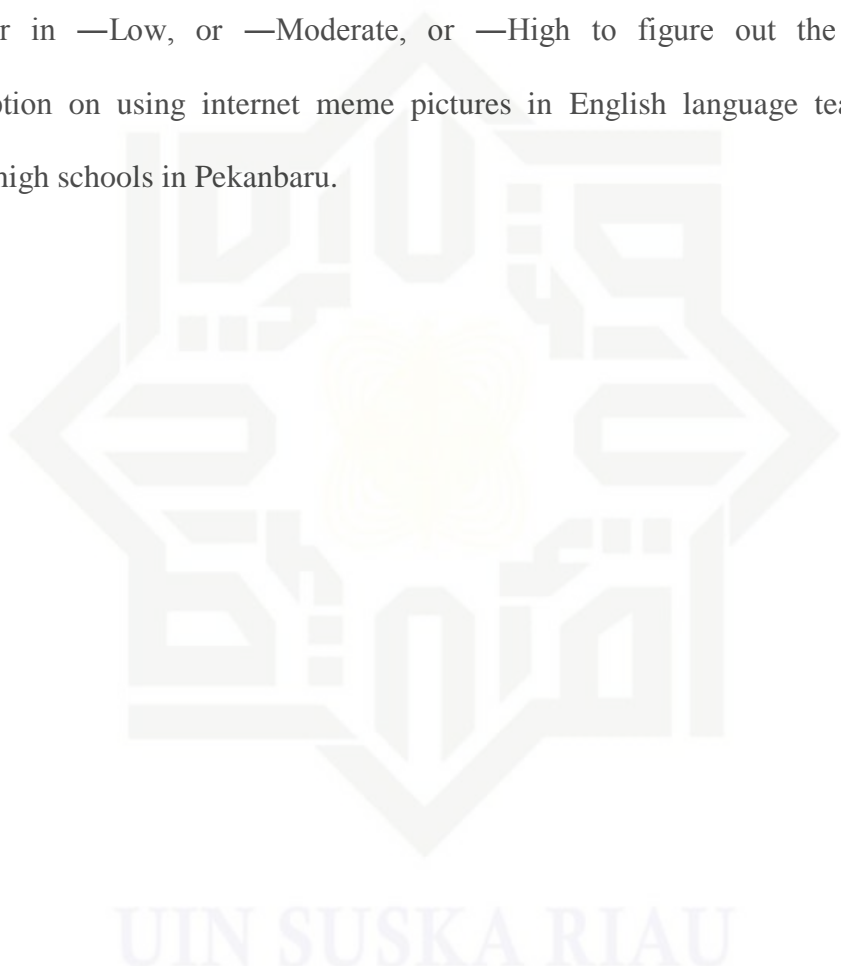 r in —Low, or —Moderate, or —High to figure out the
ption on using internet meme pictures in English language tea
high schools in Pekanbaru.
UIN SUSKA RIAU